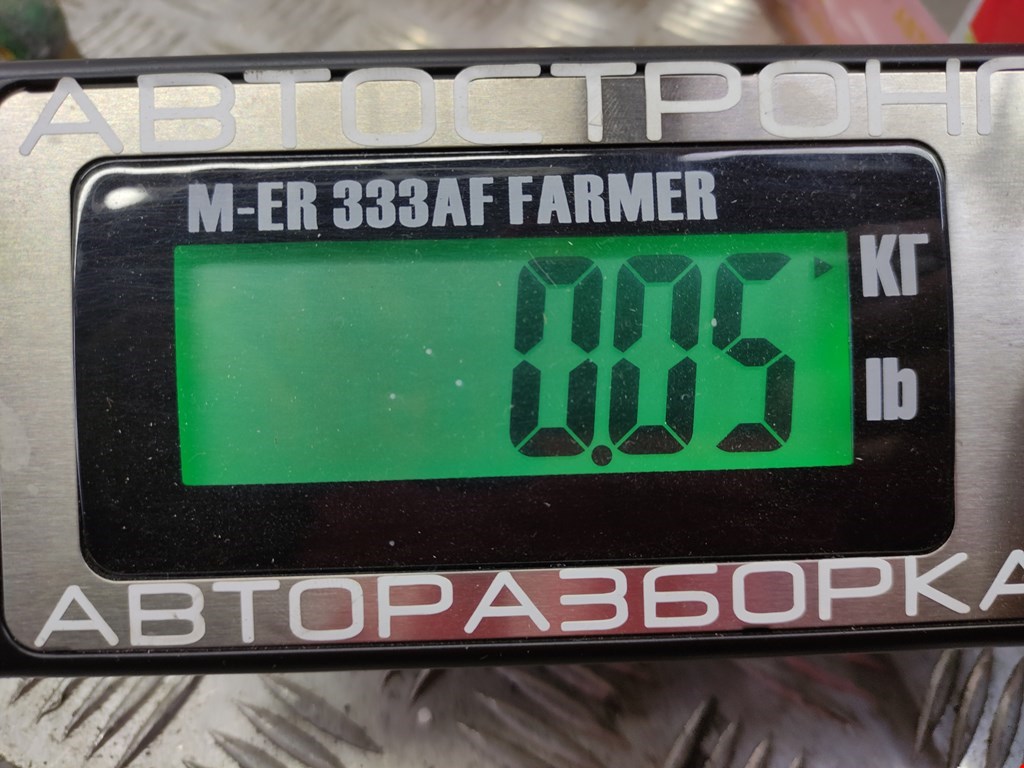 АВТОСТРОНГ
M-ER 333AF FARMER
0.05
КГ
lb
АВТОРАЗБОРКА